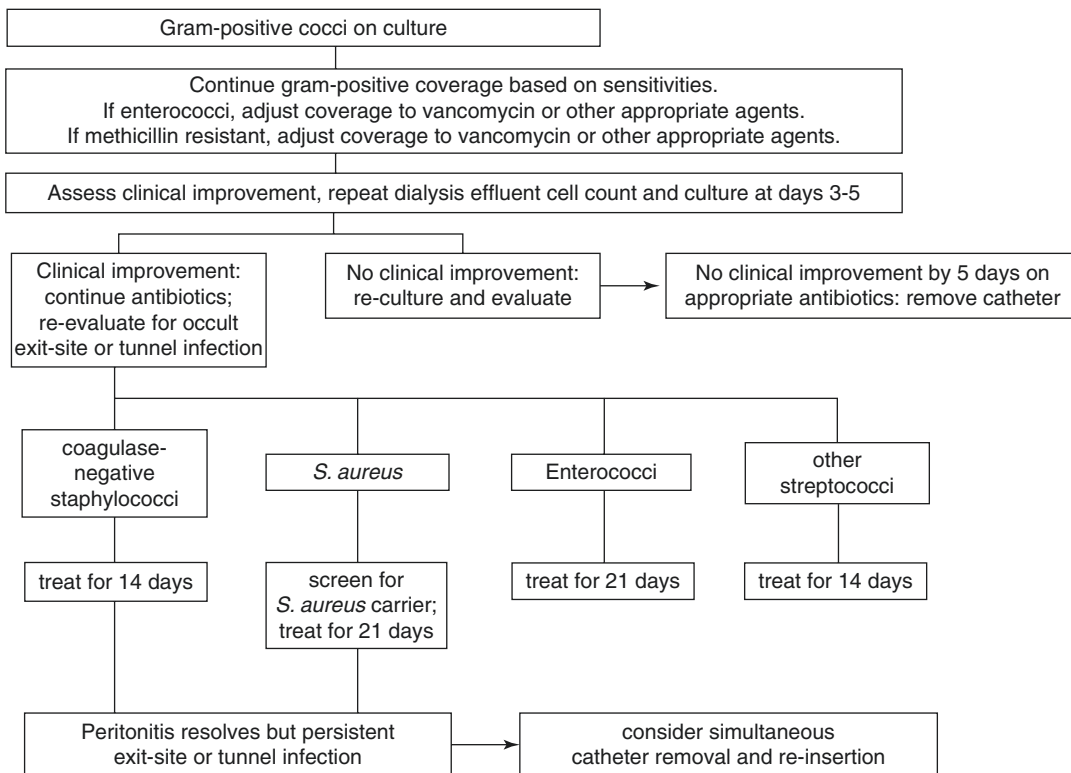 Gram-positive cocci on culture
Continue gram-positive coverage based on sensitivities.
If enterococci, adjust coverage to vancomycin or other appropriate agents.
If methicillin resistant, adjust coverage to vancomycin or other appropriate agents.
Assess clinical improvement, repeat dialysis effluent cell count and culture at days 3-5
Clinical improvement:
continue antibiotics;
re-evaluate for occult
exit-site or tunnel infection
No clinical improvement:
re-culture and evaluate
No clinical improvement by 5 days on
appropriate antibiotics: remove catheter
coagulase-
negative
staphylococci
S. aureus
Enterococci
other
streptococci
treat for 14 days
screen for
S. aureus carrier;
treat for 21 days
treat for 21 days
treat for 14 days
Peritonitis resolves but persistent
exit-site or tunnel infection
consider simultaneous
catheter removal and re-insertion